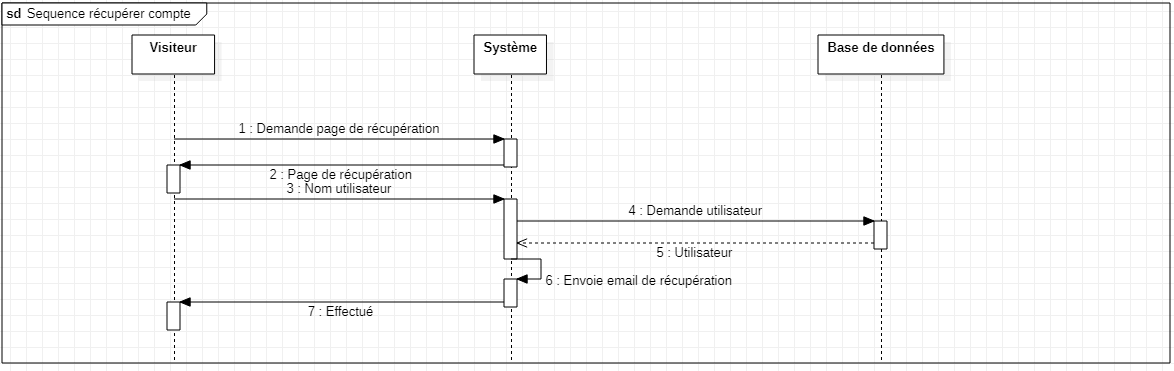 sd Sequence récupérer compte
Visiteur
Système
Base de données
1 : Demande page de récupération
2 : Page de récupération
3 : Nom utilisateur
4 : Demande utilisateur
5 : Utilisateur
6 : Envoie email de récupération
7 : Effectué